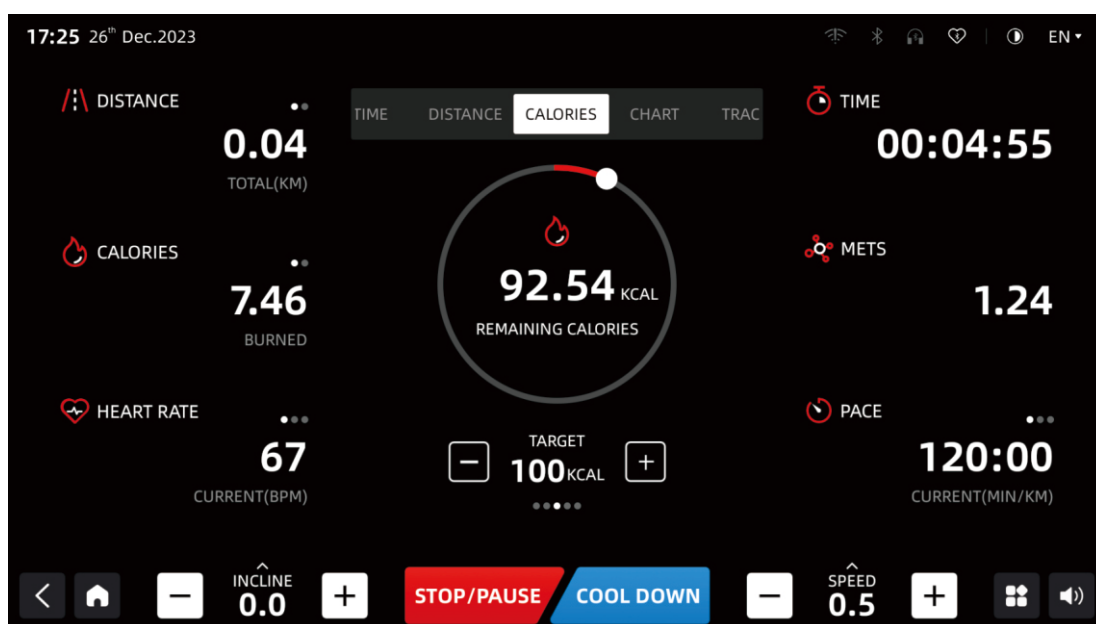 17:25 26th Dec.2023
EN
DISTANCE
0.04
TOTAL(KM)
CALORIES
7.46
BURNED
HEART RATE
67
CURRENT(BPM)
TIME DISTANCE CALORIES CHART TRAC
92.54 KCAL
REMAINING CALORIES
TARGET
100 KCAL
TIME
00:04:55
METS
1.24
PACE
120:00
CURRENT(MIN/KM)
INCLINE
0.0
STOP/PAUSE
COOL DOWN
SPEED
0.5